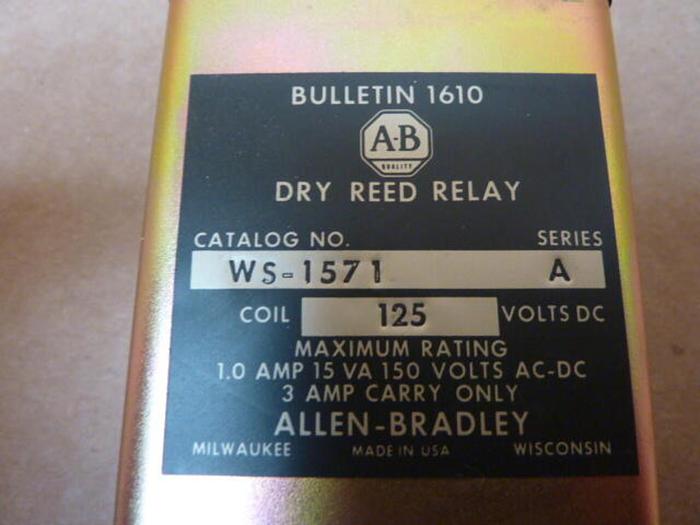 BULLETIN 1610
A-B
QUALITY
DRY REED RELAY
CATALOG NO. SERIES
WS-1571 A
COIL 125 VOLTS DC
MAXIMUM RATING
1.0 AMP 15 VA 150 VOLTS AC-DC
3 AMP CARRY ONLY
ALLEN-BRADLEY
MILWAUKEE MADE IN USA WISCONSIN